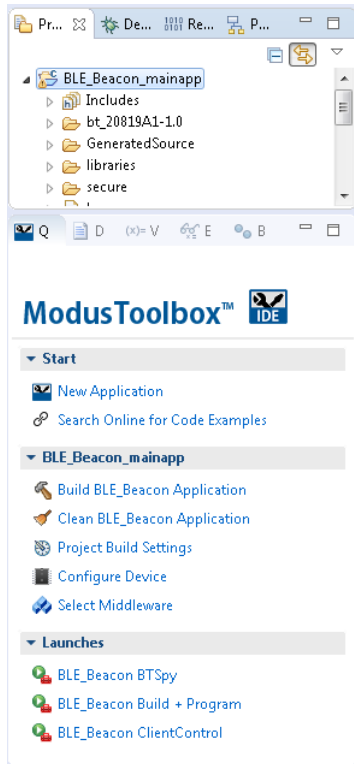 Pr... De... Re... P...
BLE_Beacon_mainapp
Includes
bt_20819A1-1.0
GeneratedSource
libraries
secure
Q D (x)= V E B
ModusToolbox™ IDE
Start
New Application
Search Online for Code Examples
BLE_Beacon_mainapp
Build BLE_Beacon Application
Clean BLE_Beacon Application
Project Build Settings
Configure Device
Select Middleware
Launches
BLE_Beacon BTSpy
BLE_Beacon Build + Program
BLE_Beacon ClientControl